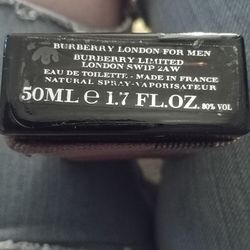 BURBERRY LONDON FOR MEN
BURBERRY LIMITED
LONDON SW1P 2AW
EAU DE TOILETTE - MADE IN FRANCE
NATURAL SPRAY-VAPORISATEUR
50ML ℮ 1.7 FL.OZ. 80% VOL